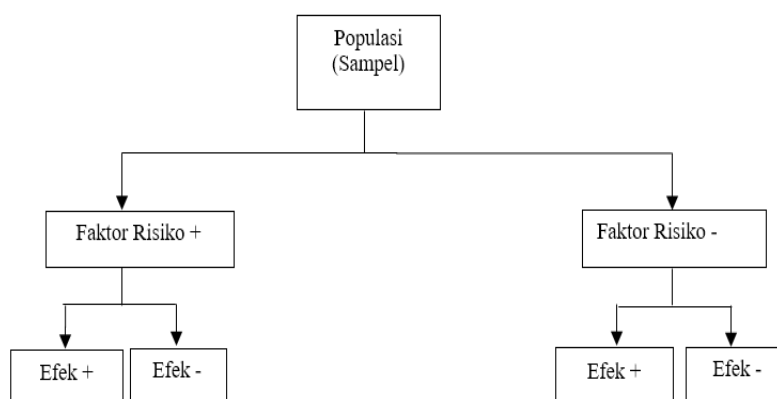 Populasi
(Sampel)
Faktor Risiko +
Faktor Risiko -
Efek +
Efek -
Efek +
Efek -